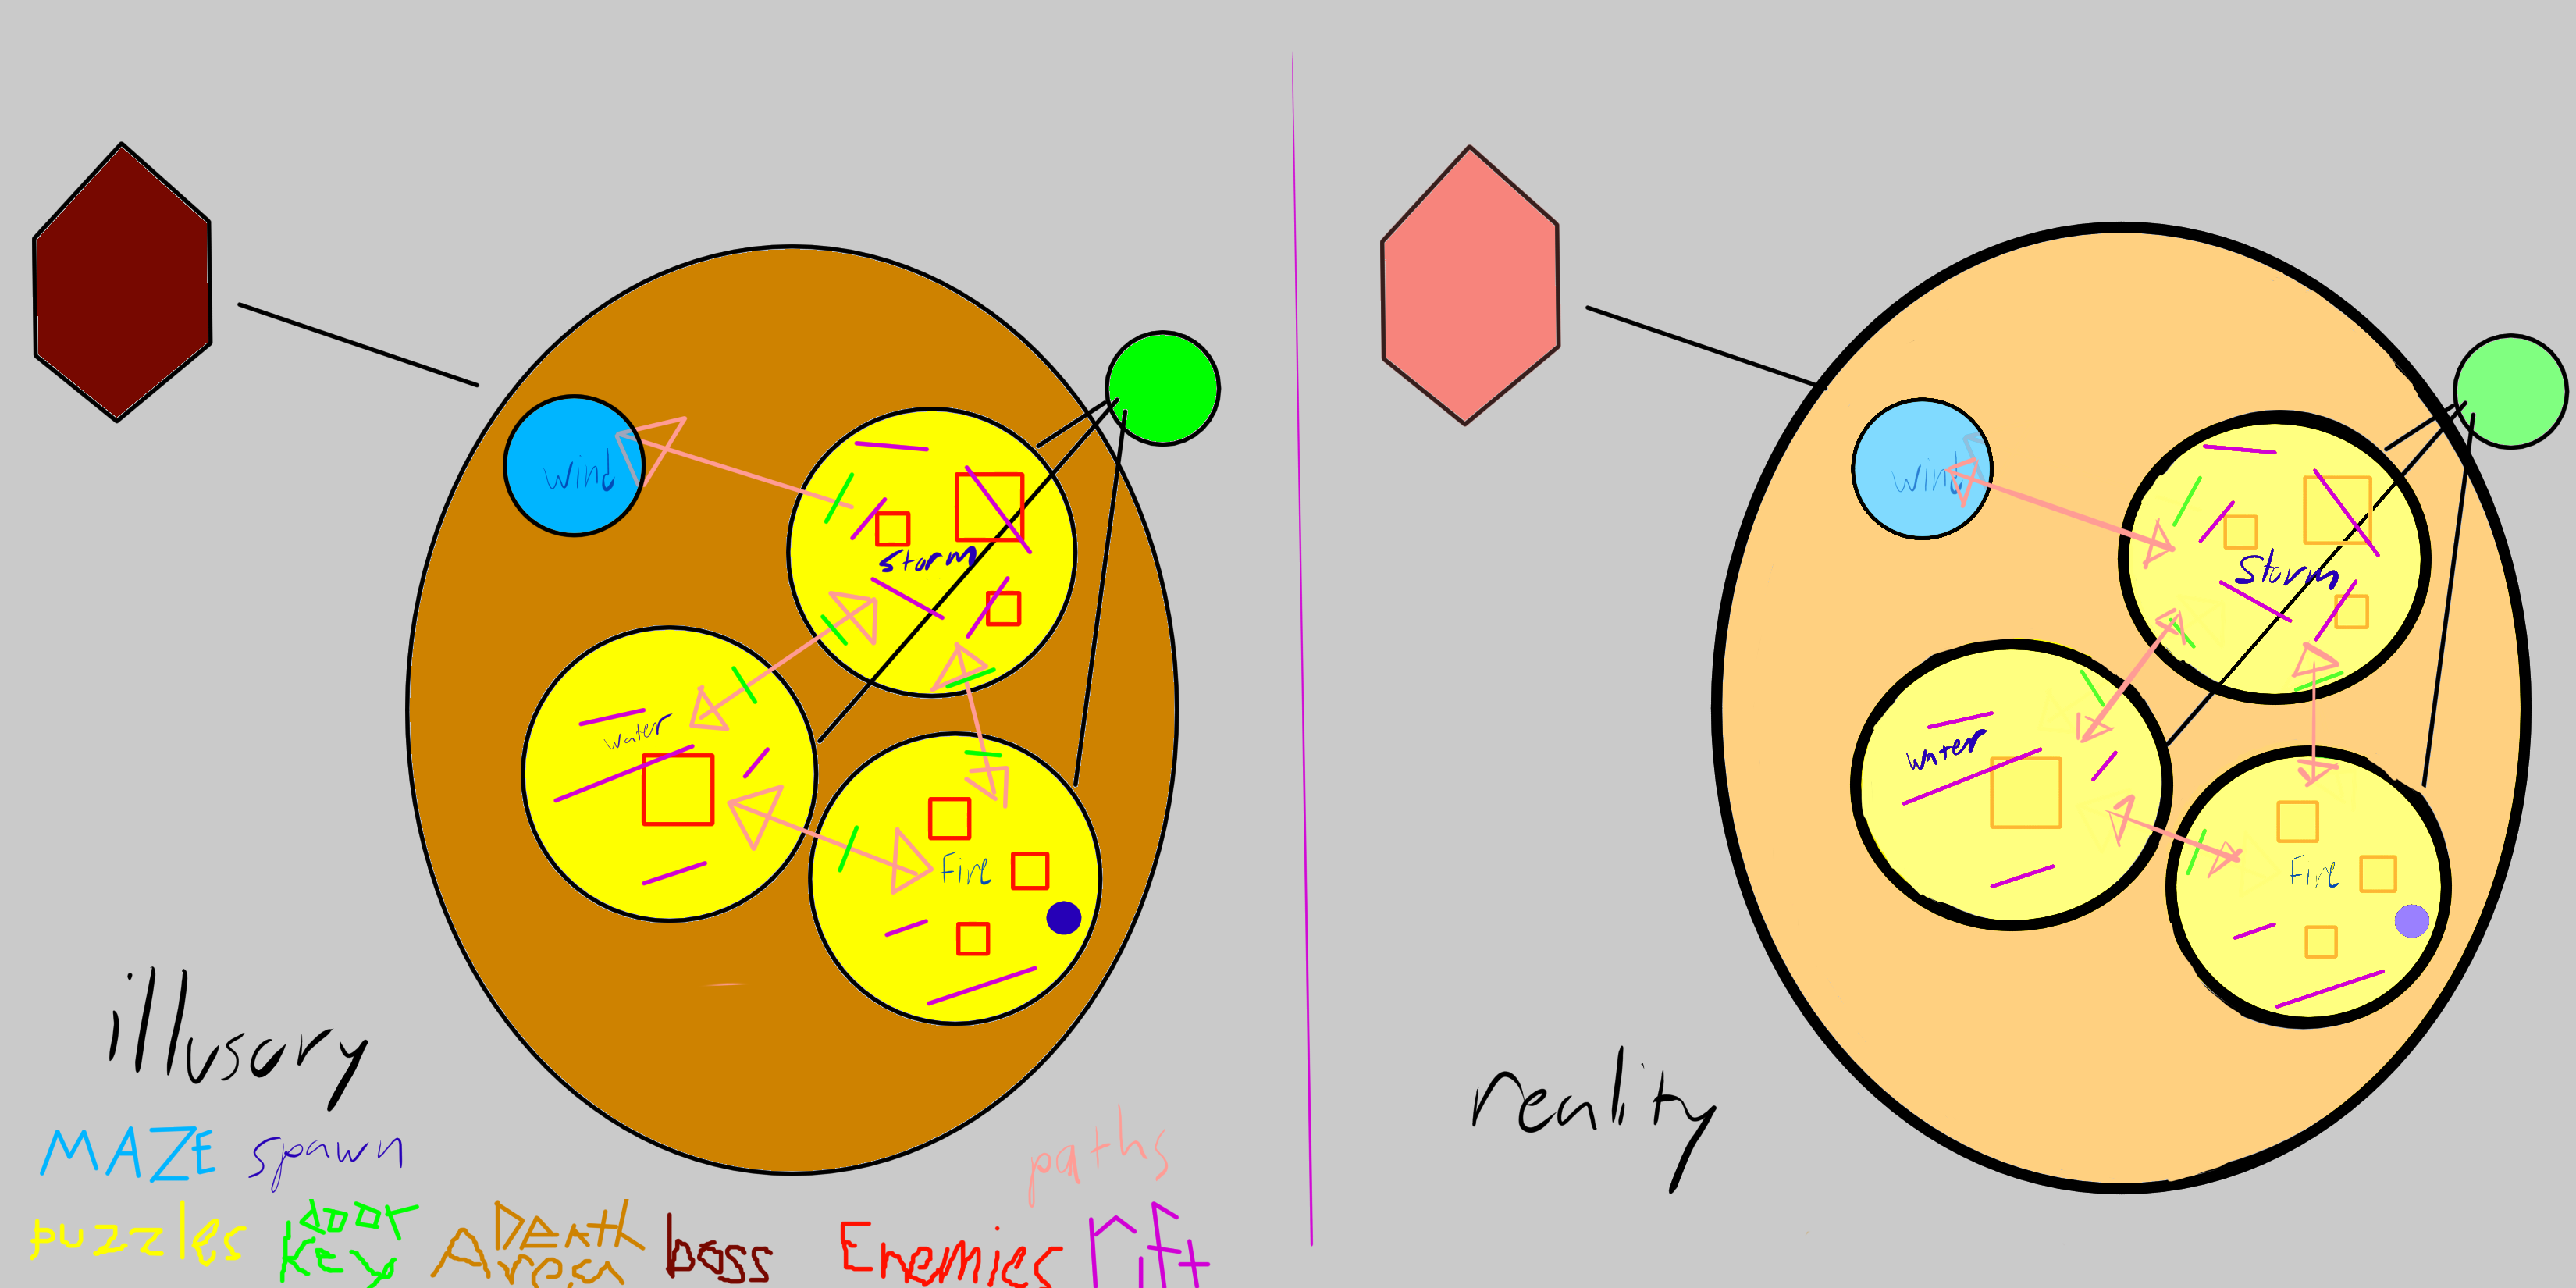 wind
Storm
water
Fire
illusory
MAZE spawn
paths
puzzles door key DEATH Area boss Enemies rift
wind
Storm
water
Fire
reality